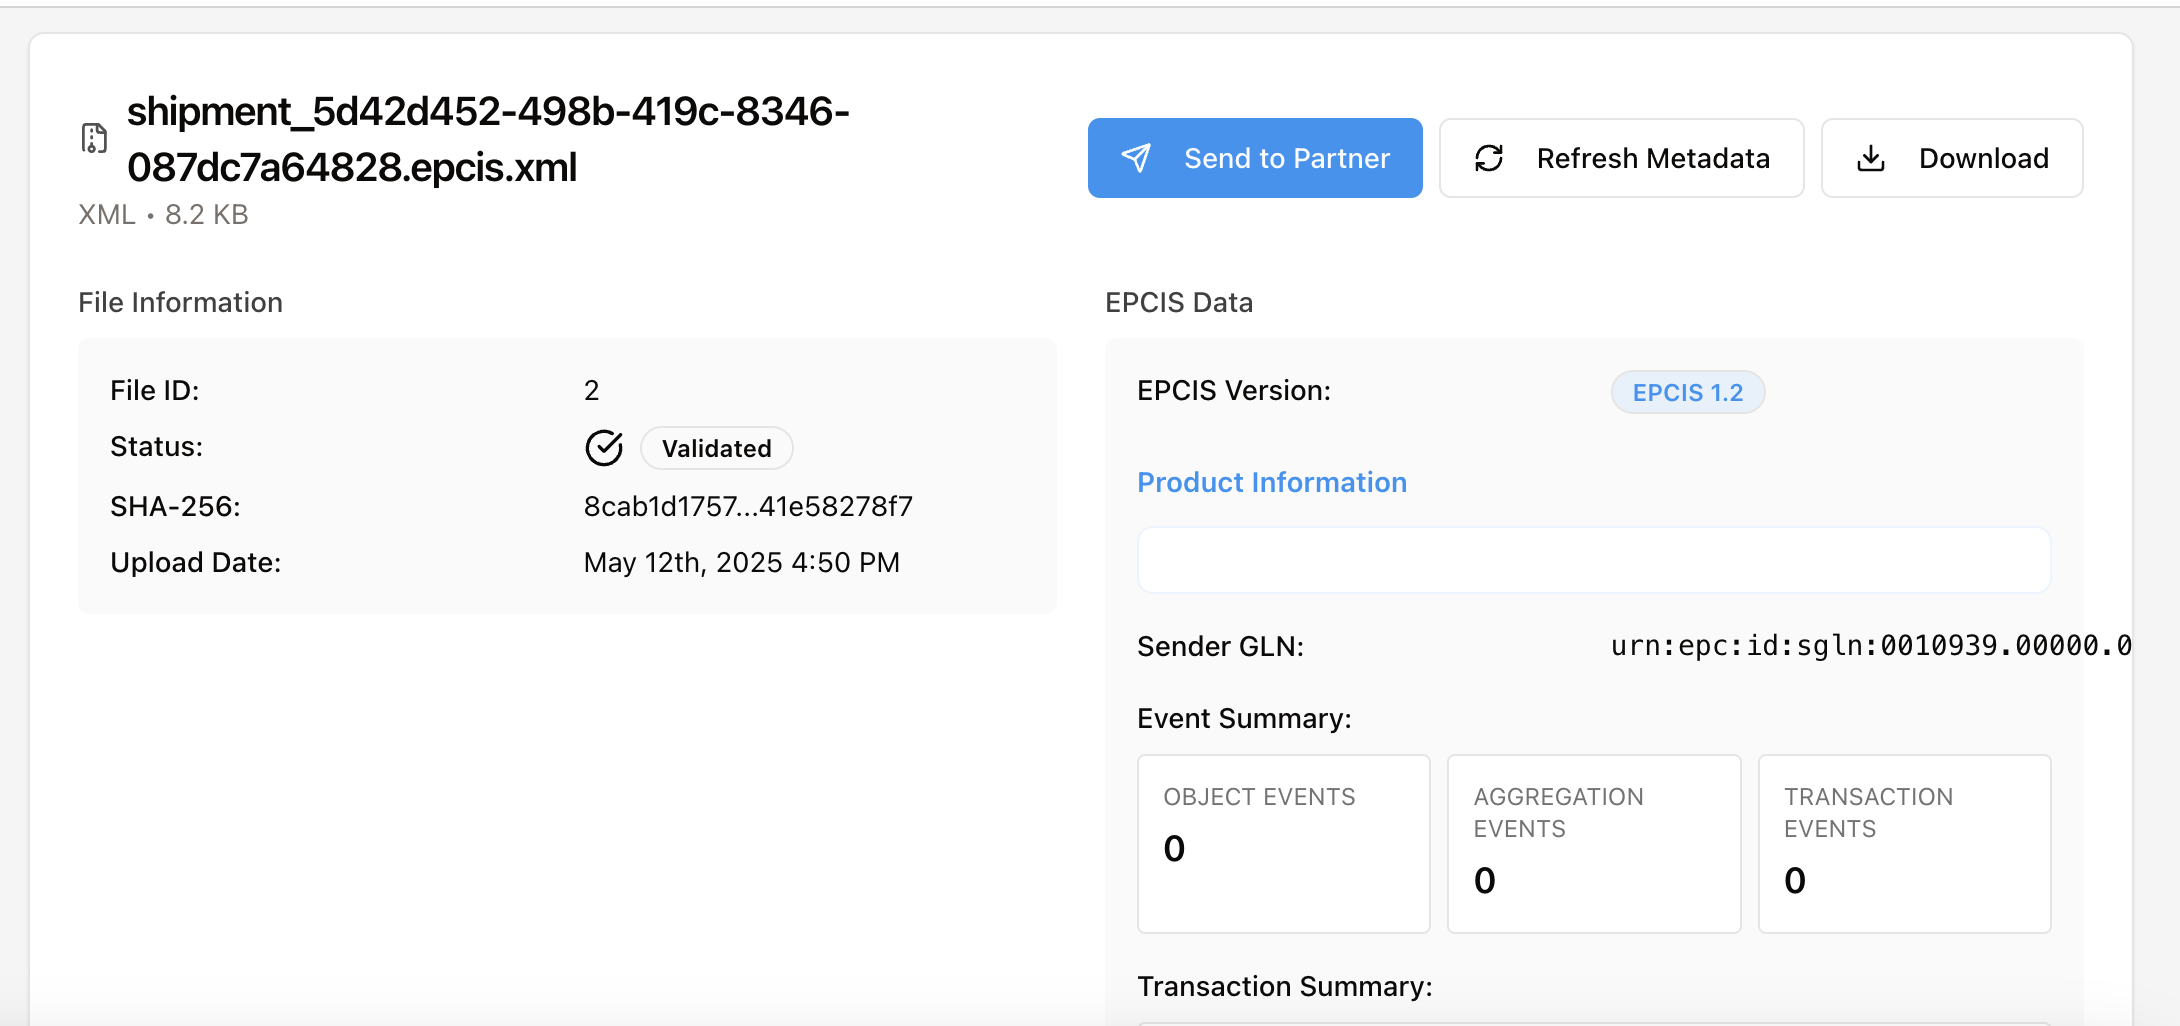 shipment_5d42d452-498b-419c-8346-
087dc7a64828.epcis.xml
XML • 8.2 KB
Send to Partner
Refresh Metadata
Download
File Information
File ID: 2
Status: Validated
SHA-256: 8cab1d1757...41e58278f7
Upload Date: May 12th, 2025 4:50 PM
EPCIS Data
EPCIS Version: EPCIS 1.2
Product Information
Sender GLN: urn:epc:id:sgln:0010939.00000.0
Event Summary:
OBJECT EVENTS
0
AGGREGATION
EVENTS
0
TRANSACTION
EVENTS
0
Transaction Summary: